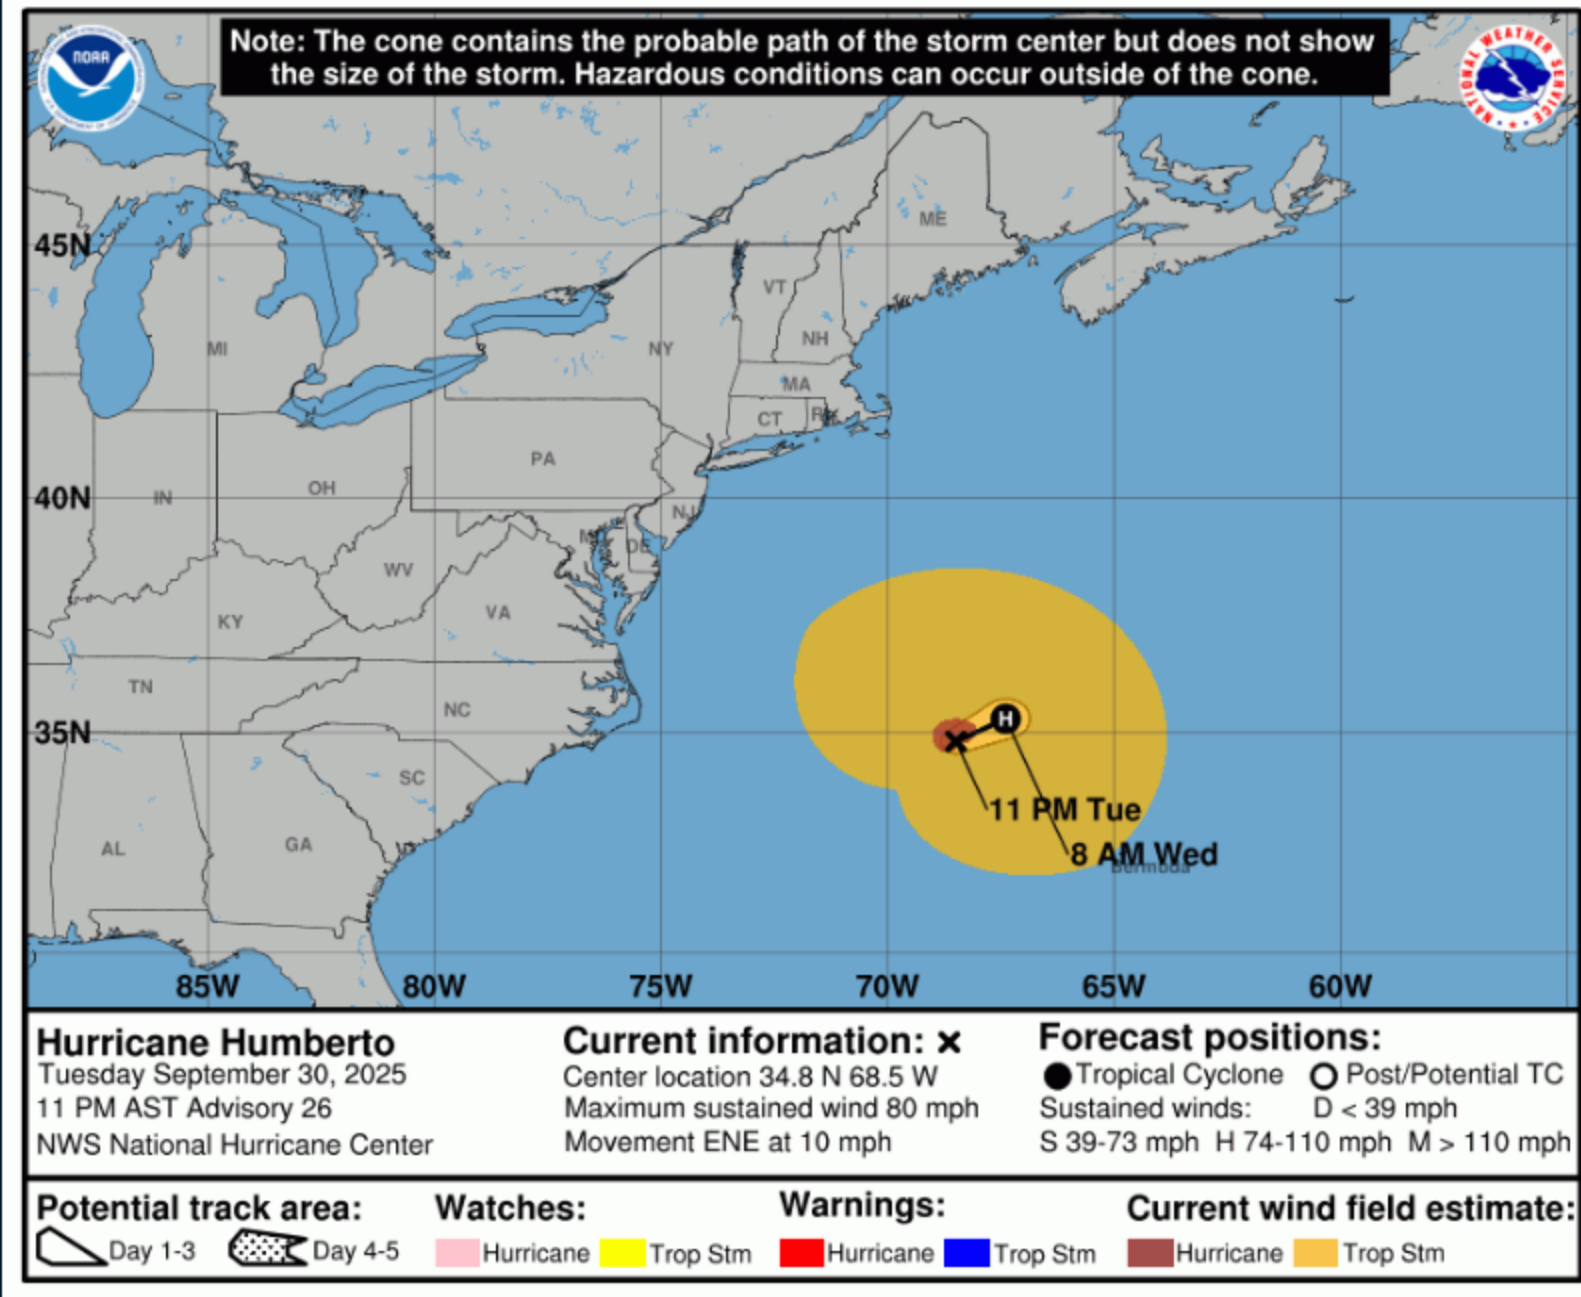 Note: The cone contains the probable path of the storm center but does not show
the size of the storm. Hazardous conditions can occur outside of the cone.
NOAA
NATIONAL WEATHER SERVICE
ME
45N
VT
MI
NH
NY
MA
CT
PA
OH
IN
40N
NJ
DE
WV
VA
KY
TN
NC
35N
H
SC
11 PM Tue
GA
AL
8 AM Wed
Bermuda
85W 80W 75W 70W 65W 60W
Hurricane Humberto
Tuesday September 30, 2025
11 PM AST Advisory 26
NWS National Hurricane Center
Current information: x
Center location 34.8 N 68.5 W
Maximum sustained wind 80 mph
Movement ENE at 10 mph
Forecast positions:
Tropical Cyclone Post/Potential TC
Sustained winds: D < 39 mph
S 39-73 mph H 74-110 mph M > 110 mph
Potential track area:
Day 1-3 Day 4-5
Watches:
Hurricane Trop Stm
Warnings:
Hurricane Trop Stm
Current wind field estimate:
Hurricane Trop Stm